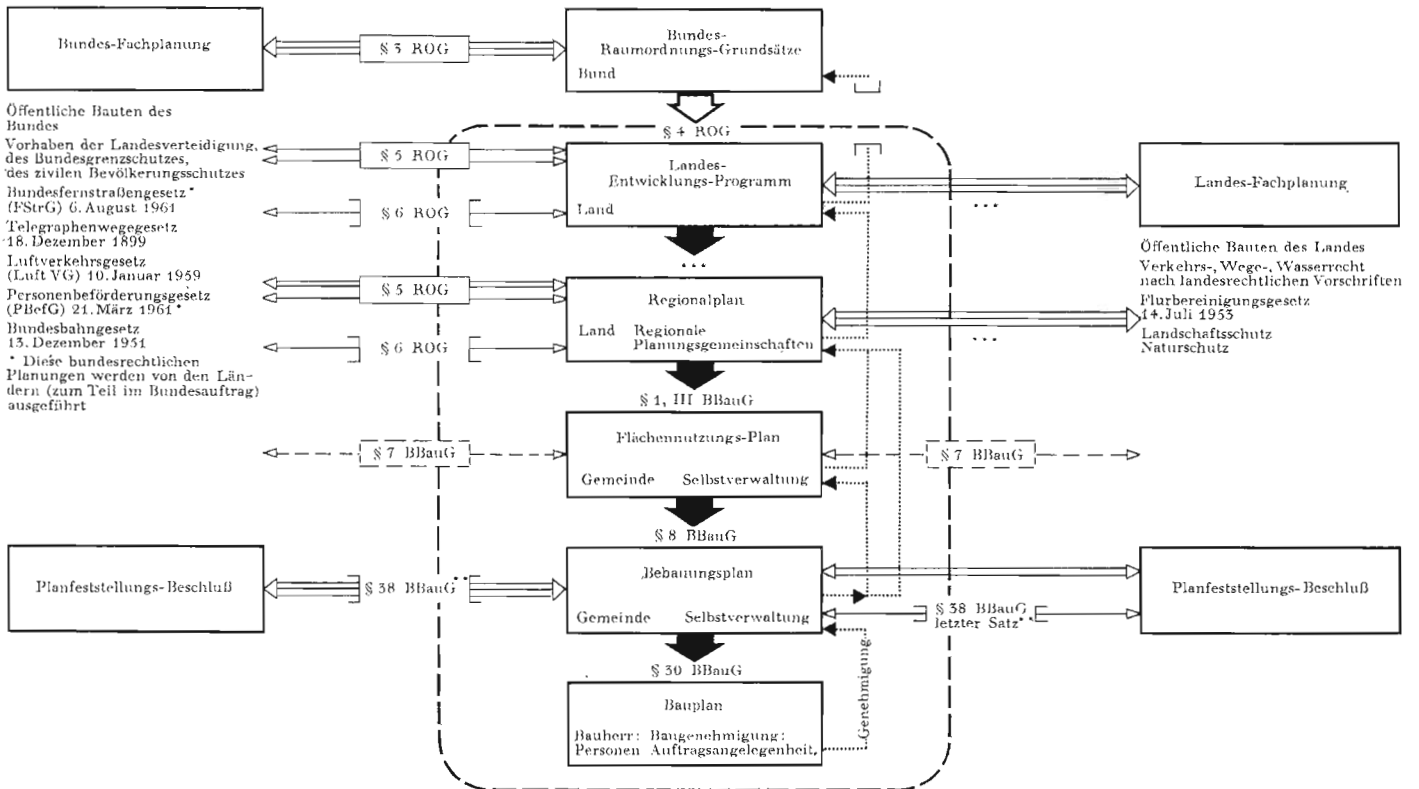 Bundes-Fachplanung
§ 3 ROG
Bundes-
Raumordnungs-Grundsätze
Bund
Öffentliche Bauten des
Bundes
Vorhaben der Landesverteidigung,
des Bundesgrenzschutzes,
des zivilen Bevölkerungsschutzes
Bundesfernstraßengesetz *
(FStrG) 6. August 1961
Telegraphenwegegesetz
18. Dezember 1899
Luftverkehrsgesetz
(Luft VG) 10. Januar 1959
Personenbeförderungsgesetz
(PBefG) 21. März 1961 *
Bundesbahngesetz
13. Dezember 1951
* Diese bundesrechtlichen
Planungen werden von den Län-
dern (zum Teil im Bundesauftrag)
ausgeführt
§ 4 ROG
§ 5 ROG
§ 6 ROG
Landes-
Entwicklungs-Programm
Land
...
Landes-Fachplanung
Öffentliche Bauten des Landes
Verkehrs-, Wege-, Wasserrecht
nach landesrechtlichen Vorschriften
Flurbereinigungsgesetz
14. Juli 1953
Landschaftsschutz
Naturschutz
...
§ 5 ROG
§ 6 ROG
Regionalplan
Land Regionale
Planungsgemeinschaften
...
§ 1, III BBauG
§ 7 BBauG
Flächennutzungs-Plan
Gemeinde Selbstverwaltung
§ 7 BBauG
§ 8 BBauG
Planfeststellungs-Beschluß
§ 38 BBauG **
Bebauungsplan
Gemeinde Selbstverwaltung
§ 38 BBauG
letzter Satz **
Planfeststellungs-Beschluß
§ 30 BBauG
Genehmigung
Bauplan
Bauherr: Baugenehmigung:
Personen Auftragsangelegenheit